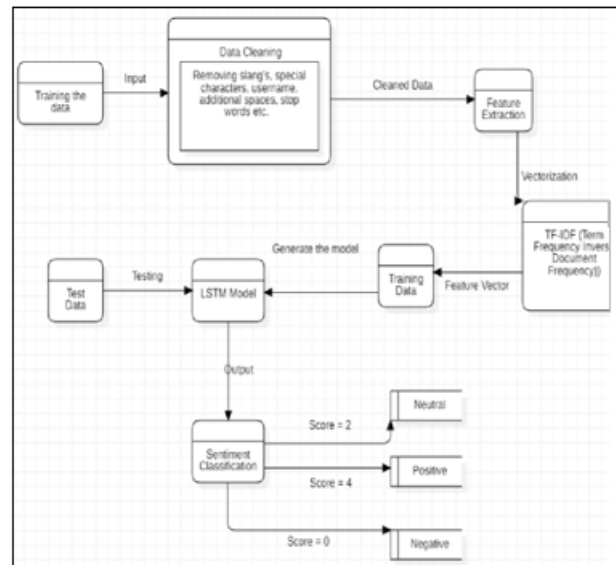 Data Cleaning
Removing slang's, special
characters, username,
additional spaces, stop
words etc.
Input
Training the
data
Cleaned Data
Feature
Extraction
Vectorization
TF-IDF (Term
Frequency Invers
Document
Frequency))
Generate the model
Testing
Test
Data
LSTM Model
Training
Data
Feature Vector
Output
Neutral
Score = 2
Sentiment
Classification
Positive
Score = 4
Score = 0
Negative